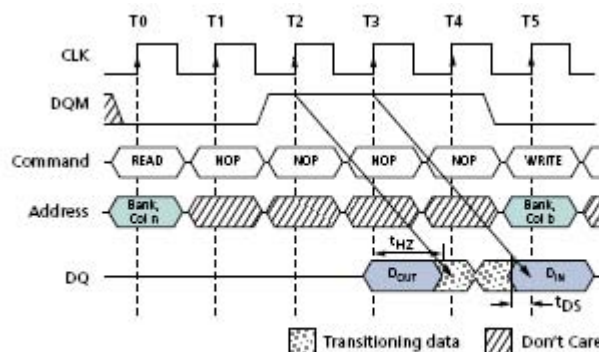 T0 T1 T2 T3 T4 T5
CLK
DQM
Command READ NOP NOP NOP NOP WRITE
Address Bank, Col n Bank, Col b
tHZ
DQ DOUT DIN
tDS
Transitioning data Don't Care